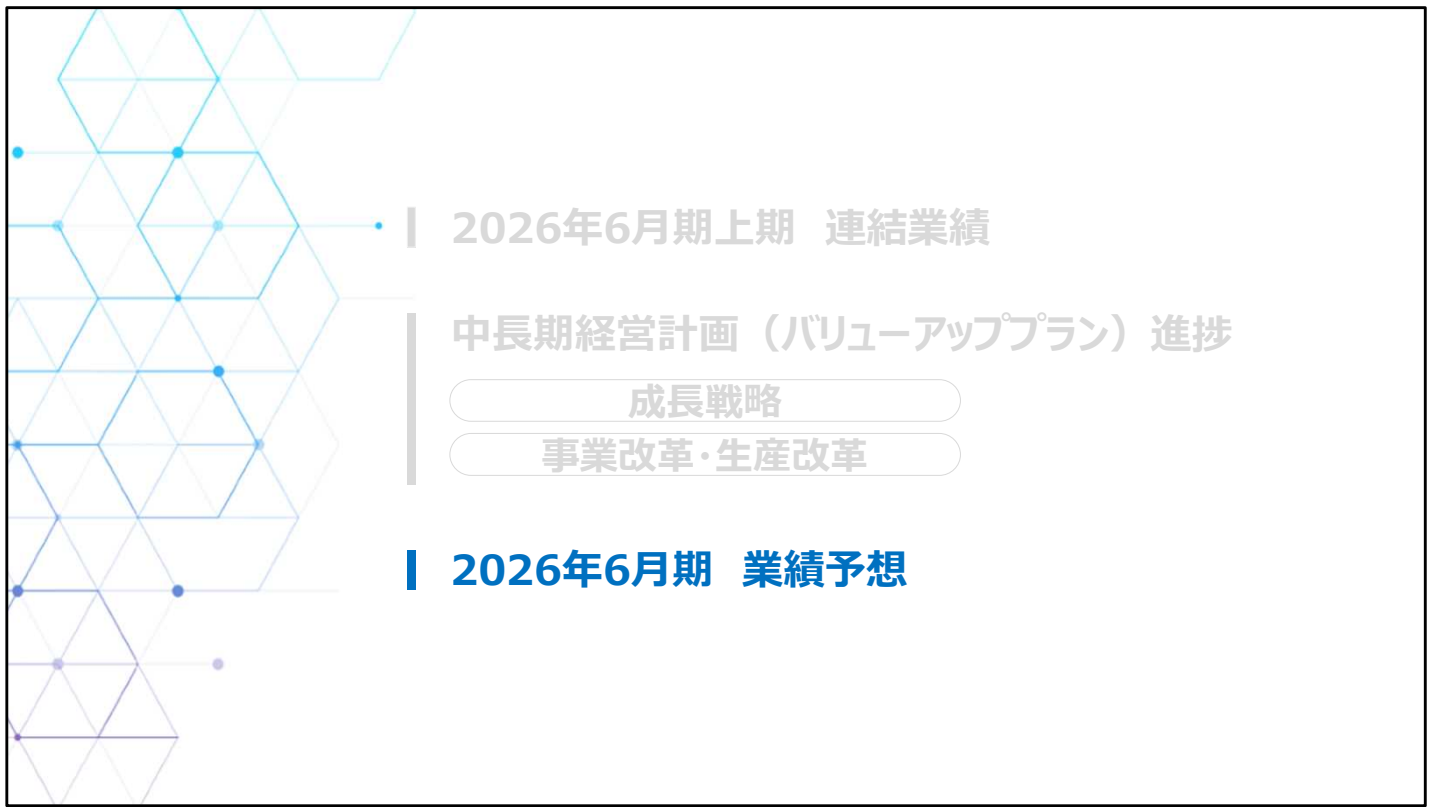 2026年6月期上期 連結業績
中長期経営計画（バリューアッププラン）進捗
成長戦略
事業改革･生産改革
2026年6月期 業績予想